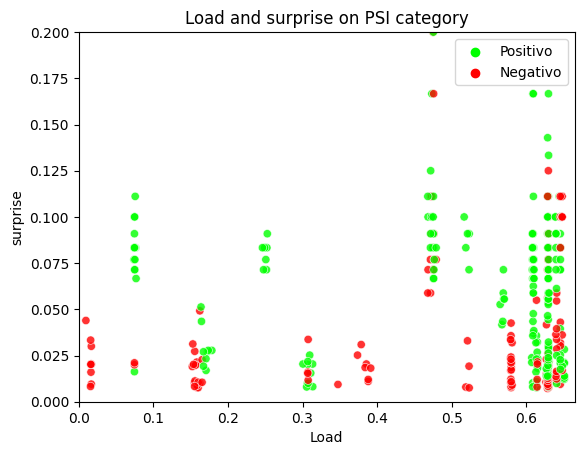 Load and surprise on PSI category
Positivo
Negativo
0.200
0.175
0.150
0.125
0.100
0.075
0.050
0.025
0.000
surprise
0.0 0.1 0.2 0.3 0.4 0.5 0.6
Load